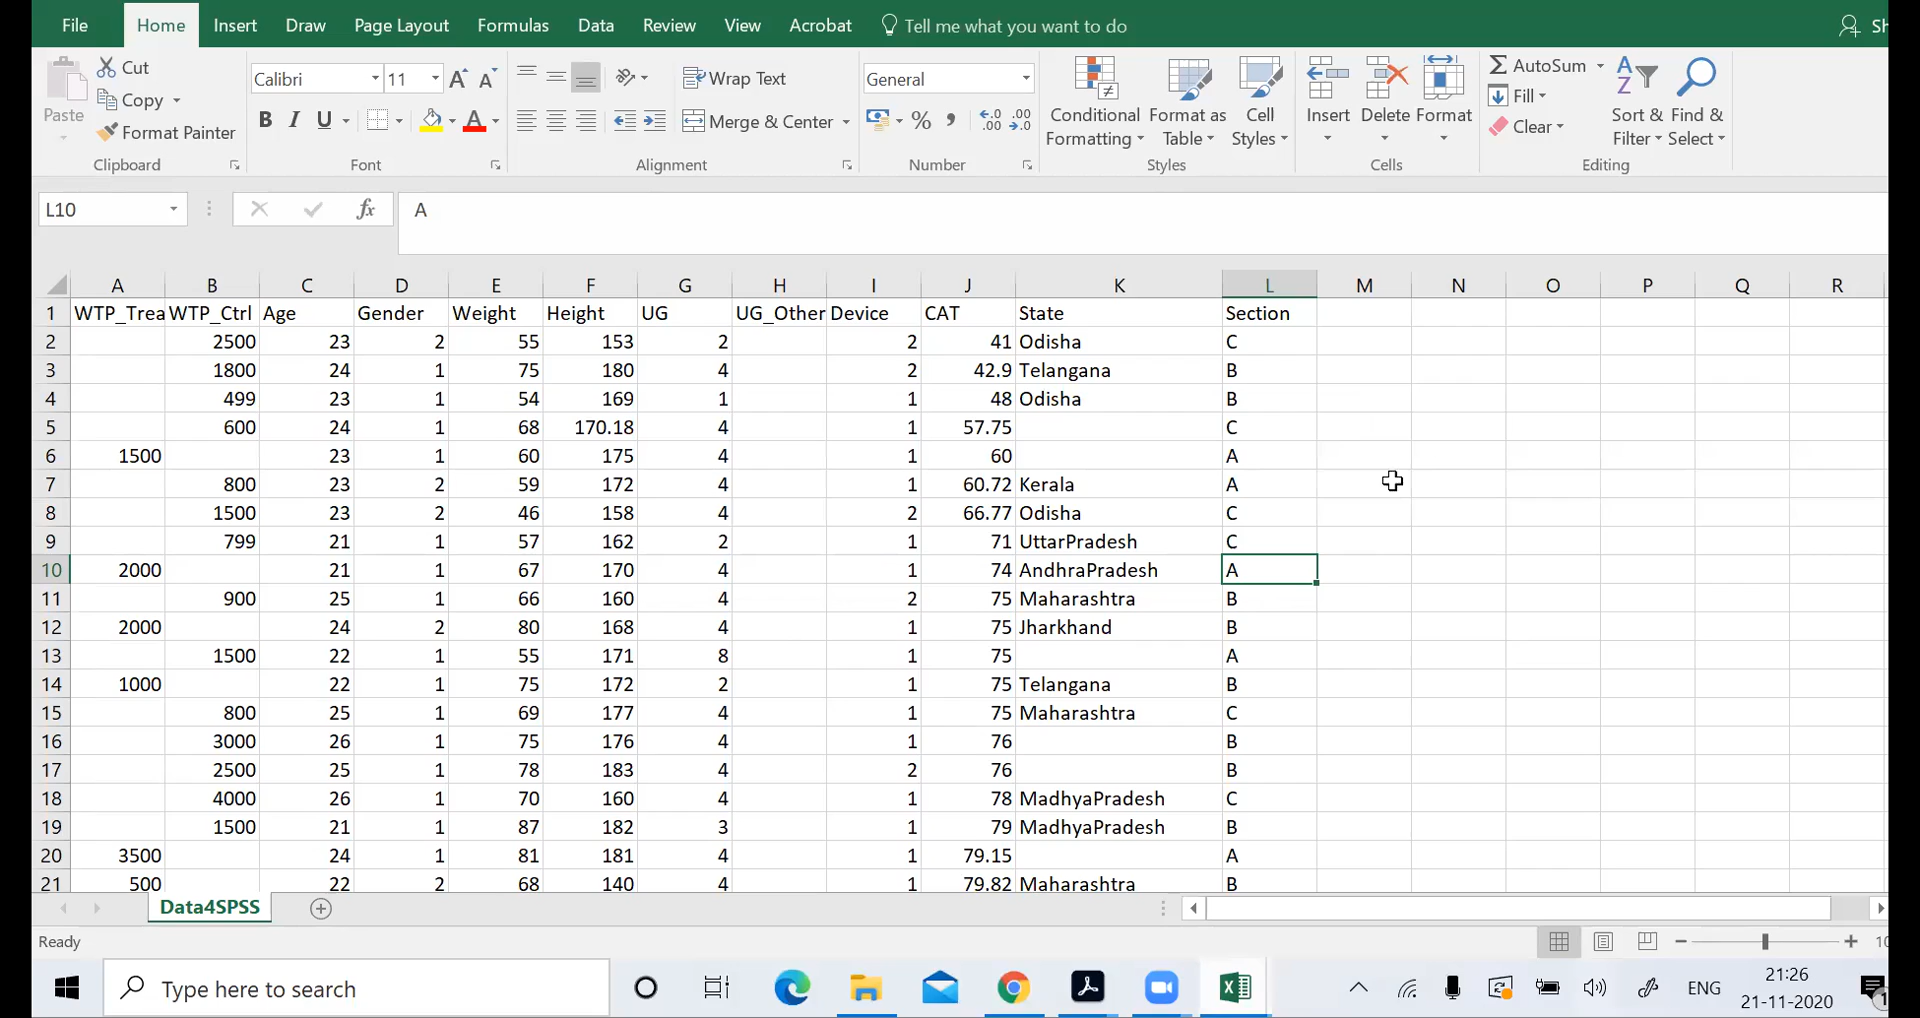 File Home Insert Draw Page Layout Formulas Data Review View Acrobat Tell me what you want to do
Cut
Copy
Format Painter
Paste
Clipboard
Calibri 11
B I U
Font
Wrap Text
Merge & Center
Alignment
General
Number
Conditional Formatting
Format as Table
Cell Styles
Styles
Insert Delete Format
Cells
AutoSum
Fill
Clear
Sort & Filter
Find & Select
Editing
L10 fx A
A B C D E F G H I J K L M N O P Q R
1 WTP_Trea WTP_Ctrl Age Gender Weight Height UG UG_Other Device CAT State Section
2 2500 23 2 55 153 2 2 41 Odisha C
3 1800 24 1 75 180 4 2 42.9 Telangana B
4 499 23 1 54 169 1 1 48 Odisha B
5 600 24 1 68 170.18 4 1 57.75 C
6 1500 23 1 60 175 4 1 60 A
7 800 23 2 59 172 4 1 60.72 Kerala A
8 1500 23 2 46 158 4 2 66.77 Odisha C
9 799 21 1 57 162 2 1 71 UttarPradesh C
10 2000 21 1 67 170 4 1 74 AndhraPradesh A
11 900 25 1 66 160 4 2 75 Maharashtra B
12 2000 24 2 80 168 4 1 75 Jharkhand B
13 1500 22 1 55 171 8 1 75 A
14 1000 22 1 75 172 2 1 75 Telangana B
15 800 25 1 69 177 4 1 75 Maharashtra C
16 3000 26 1 75 176 4 1 76 B
17 2500 25 1 78 183 4 2 76 B
18 4000 26 1 70 160 4 1 78 MadhyaPradesh C
19 1500 21 1 87 182 3 1 79 MadhyaPradesh B
20 3500 24 1 81 181 4 1 79.15 A
21 500 22 2 68 140 4 1 79.82 Maharashtra B
Data4SPSS
Ready
Type here to search
ENG
21:26
21-11-2020